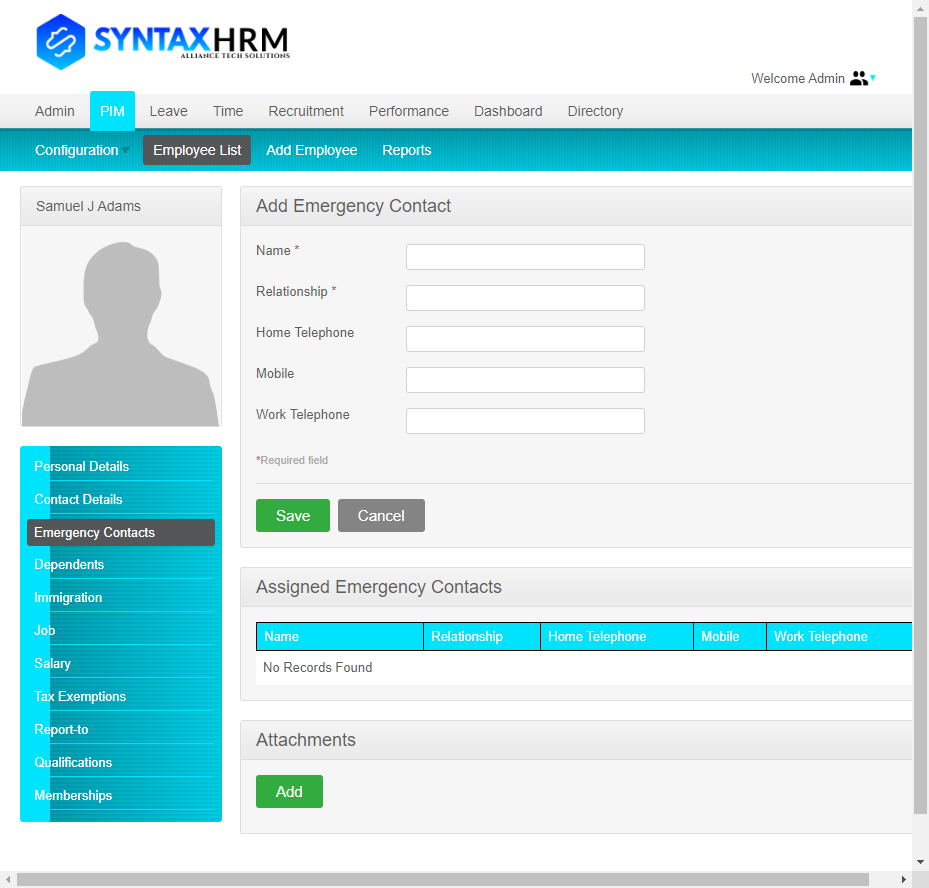 SYNTAXHRM
ALLIANCE TECH SOLUTIONS
Welcome Admin
Admin PIM Leave Time Recruitment Performance Dashboard Directory
Configuration Employee List Add Employee Reports
Samuel J Adams
Personal Details
Contact Details
Emergency Contacts
Dependents
Immigration
Job
Salary
Tax Exemptions
Report-to
Qualifications
Memberships
Add Emergency Contact
Name *
Relationship *
Home Telephone
Mobile
Work Telephone
*Required field
Save Cancel
Assigned Emergency Contacts
Name Relationship Home Telephone Mobile Work Telephone
No Records Found
Attachments
Add